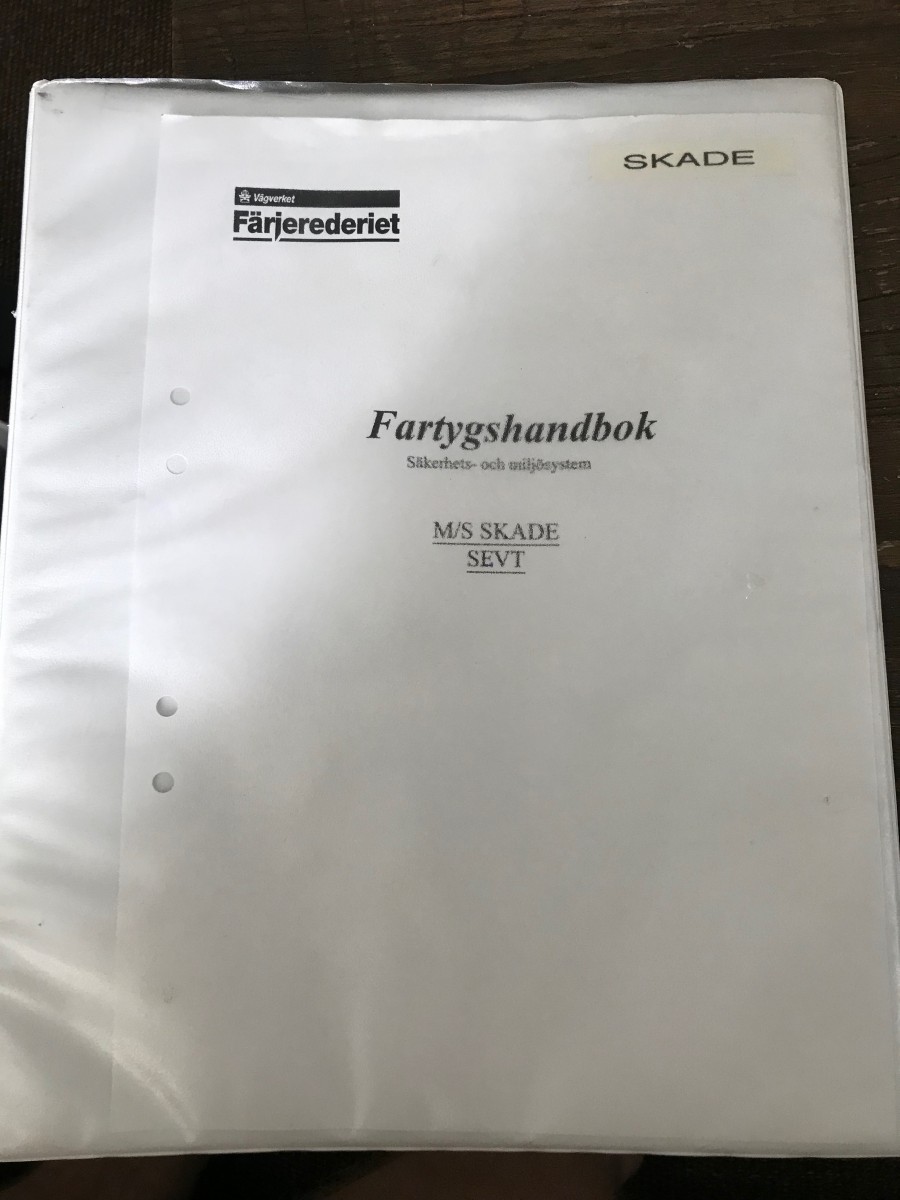 SKADE
Vägverket
Färjerederiet
Fartygshandbok
Säkerhets- och miljösystem
M/S SKADE
SEVT